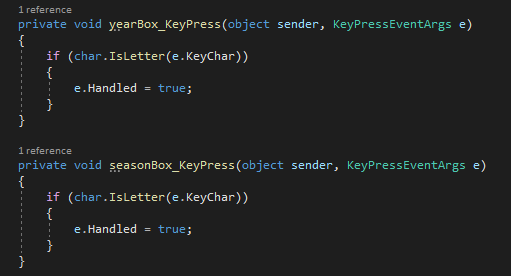 1 reference
private void yearBox_KeyPress(object sender, KeyPressEventArgs e)
{
if (char.IsLetter(e.KeyChar))
{
e.Handled = true;
}
}
1 reference
private void seasonBox_KeyPress(object sender, KeyPressEventArgs e)
{
if (char.IsLetter(e.KeyChar))
{
e.Handled = true;
}
}